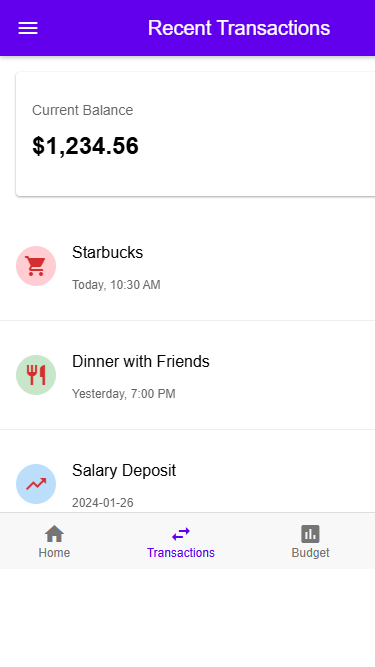 Recent Transactions
Current Balance
$1,234.56
Starbucks
Today, 10:30 AM
Dinner with Friends
Yesterday, 7:00 PM
Salary Deposit
2024-01-26
Home
Transactions
Budget